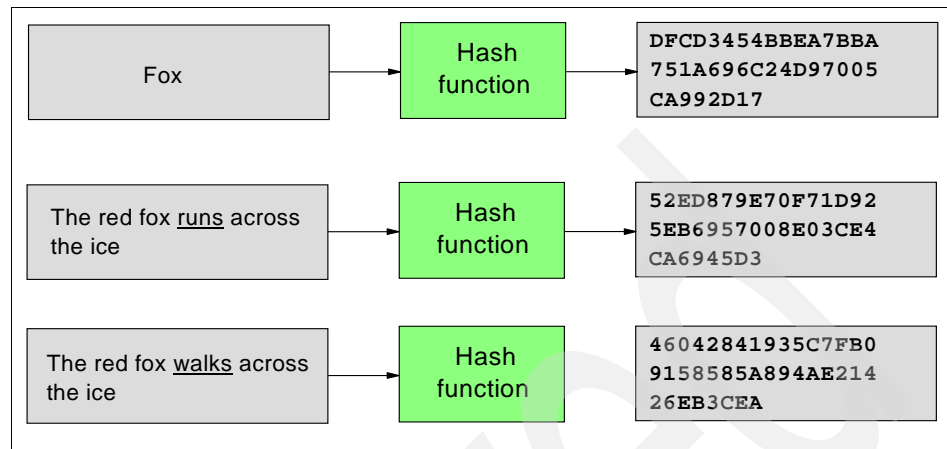 Fox
Hash
function
DFCD3454BBEA7BBA
751A696C24D97005
CA992D17
The red fox runs across
the ice
Hash
function
52ED879E70F71D92
5EB6957008E03CE4
CA6945D3
The red fox walks across
the ice
Hash
function
46042841935C7FB0
9158585A894AE214
26EB3CEA